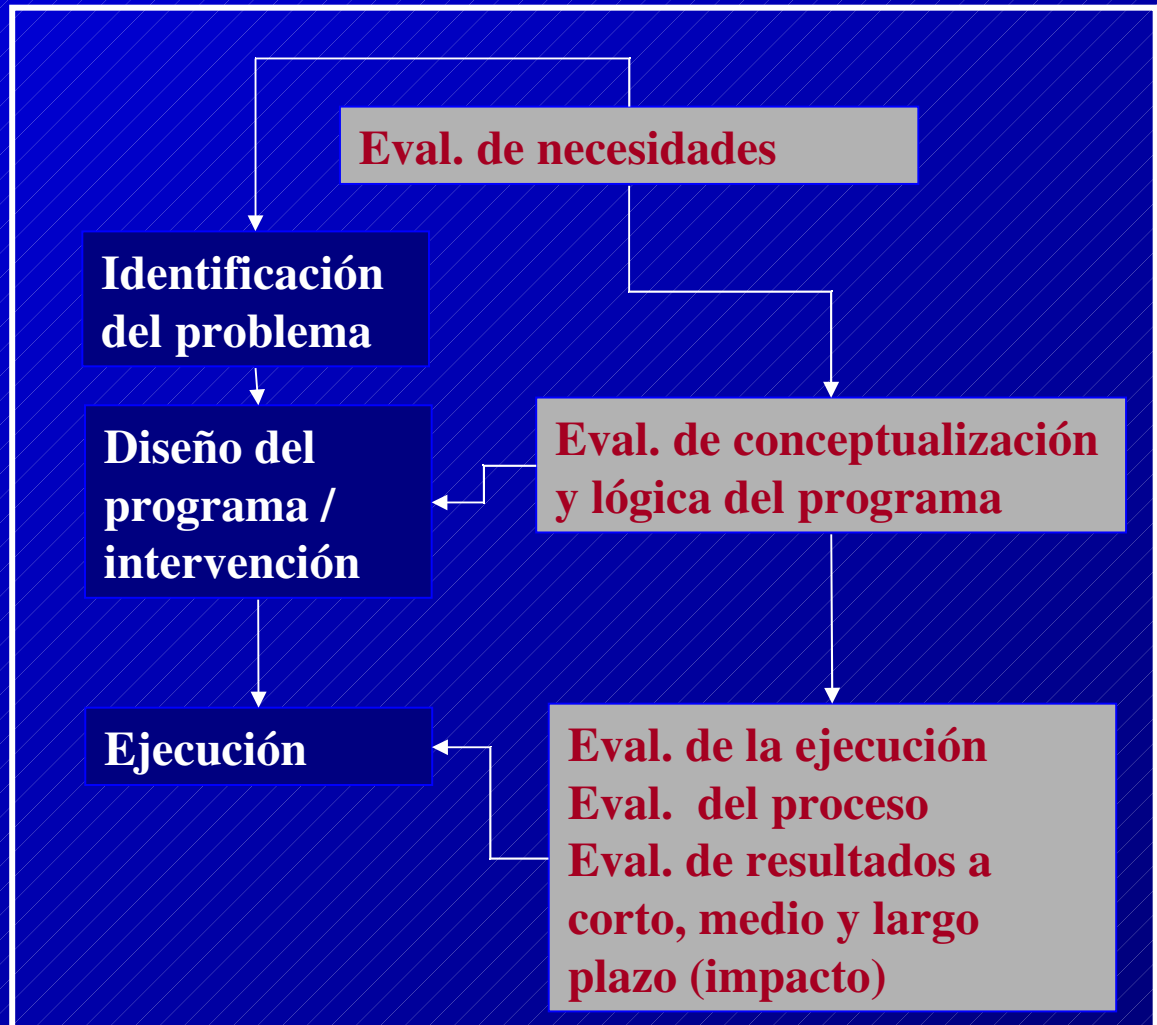 Eval. de necesidades
Identificación
del problema
Diseño del
programa /
intervención
Eval. de conceptualización
y lógica del programa
Ejecución
Eval. de la ejecución
Eval. del proceso
Eval. de resultados a
corto, medio y largo
plazo (impacto)